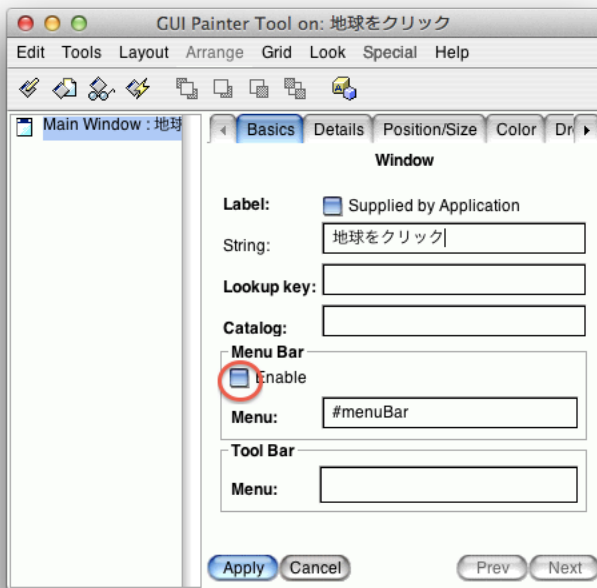 GUI Painter Tool on: 地球をクリック
Edit Tools Layout Arrange Grid Look Special Help
Main Window : 地球
Basics Details Position/Size Color
Window
Label: Supplied by Application
String: 地球をクリック
Lookup key:
Catalog:
Menu Bar
Enable
Menu: #menuBar
Tool Bar
Menu:
Apply Cancel Prev Next